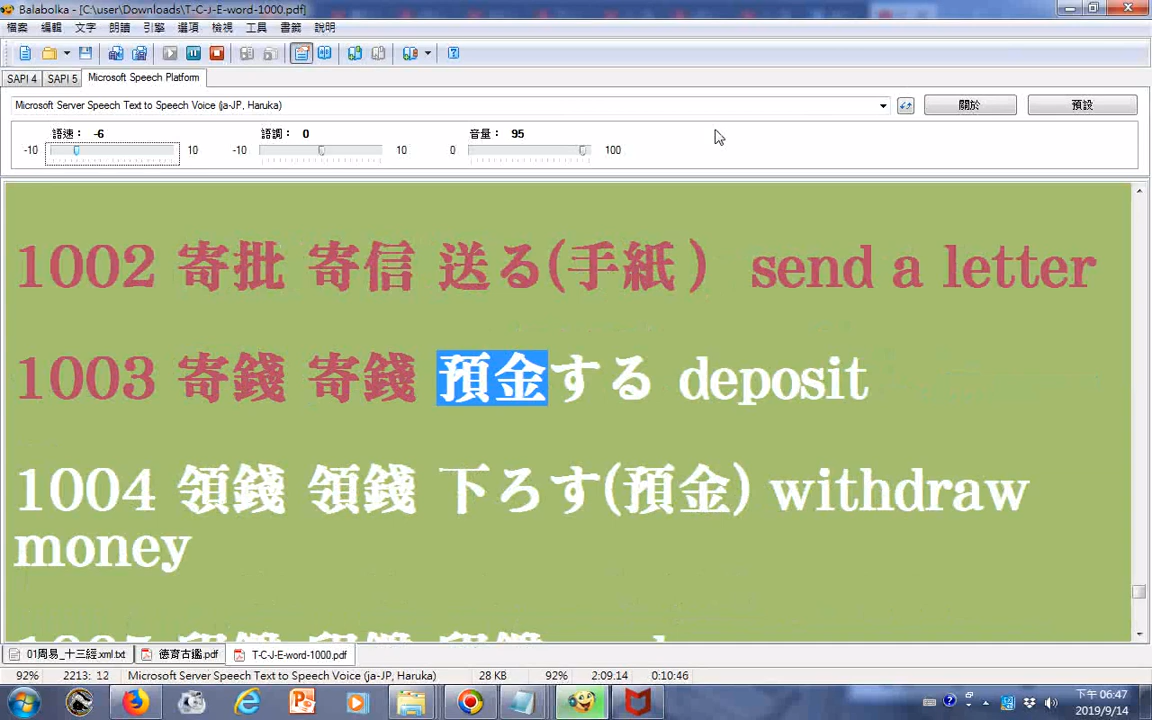 Balabolka - [C:\user\Downloads\T-C-J-E-word-1000.pdf]
檔案 編輯 文字 朗讀 引擎 選項 檢視 工具 書籤 說明
SAPI 4 SAPI 5 Microsoft Speech Platform
Microsoft Server Speech Text to Speech Voice (ja-JP, Haruka) 關於 預設
語速: -6 語調: 0 音量: 95
-10 10 -10 10 0 100
1002 寄批 寄信 送る(手紙) send a letter
1003 寄錢 寄錢 預金する deposit
1004 領錢 領錢 下ろす(預金) withdraw
money
01周易_十三經.xml.txt 德育古鑑.pdf T-C-J-E-word-1000.pdf
92% 2213: 12 Microsoft Server Speech Text to Speech Voice (ja-JP, Haruka) 28 KB 92% 2:09.14 0:10:46
下午 06:47
2019/9/14